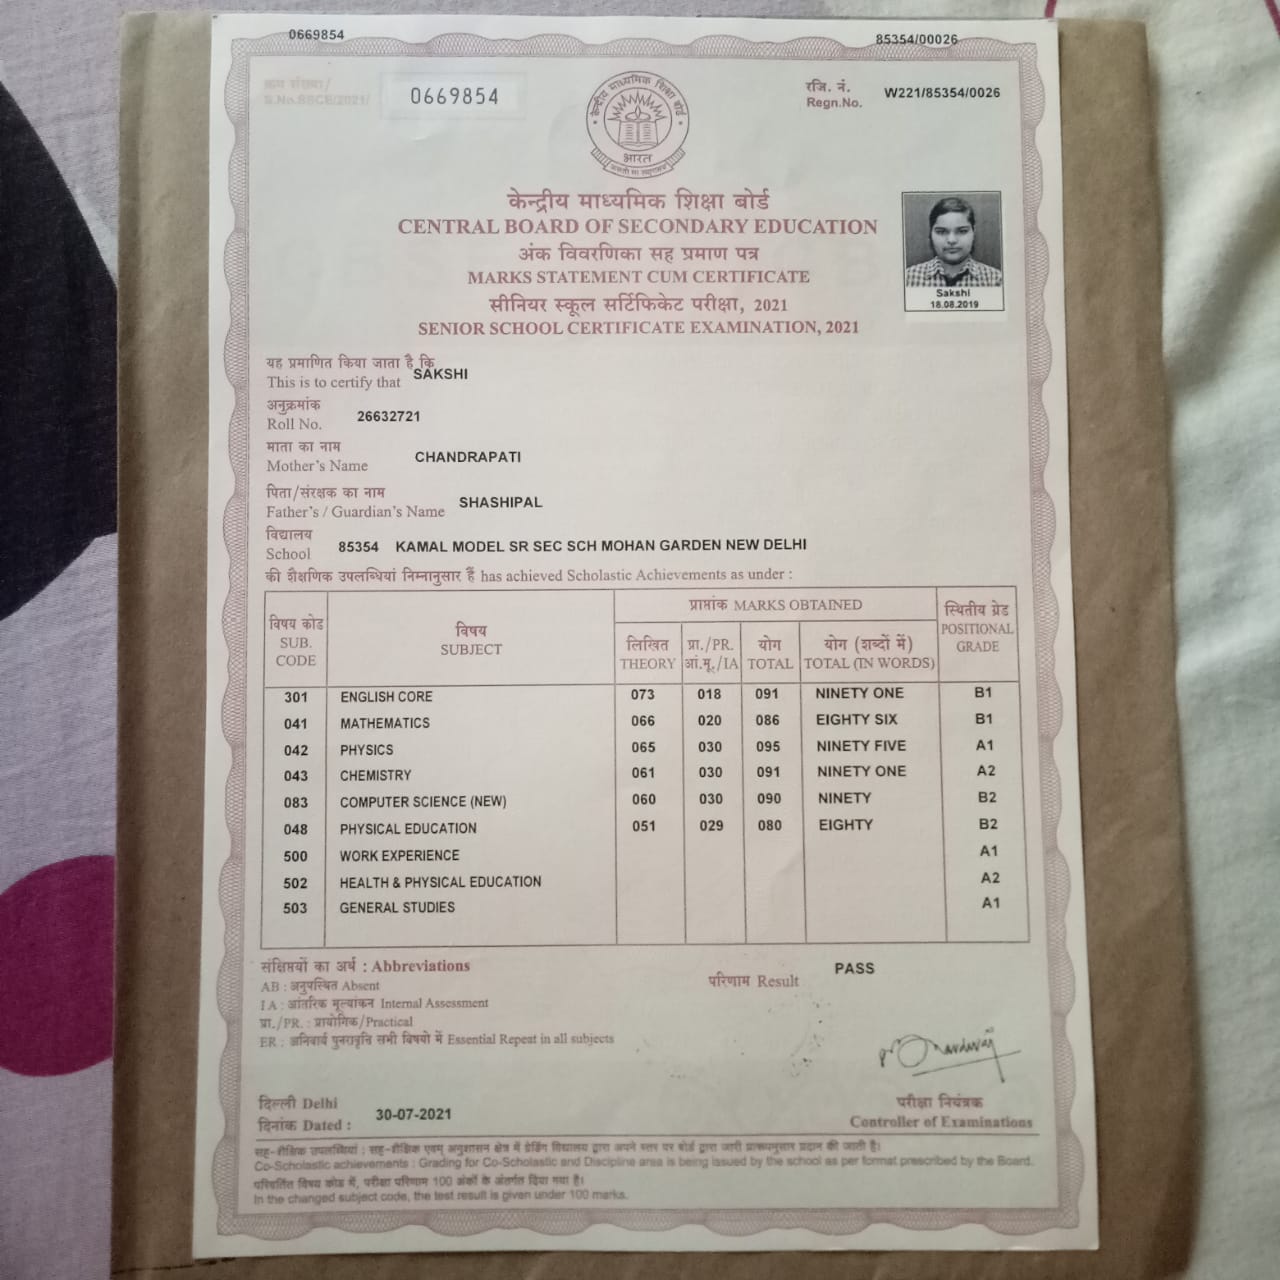 0669854
85354/00026
क्रम संख्या/
S.No.SSCE/2021/
0669854
रजि. नं.
Regn.No.
W221/85354/0026
केन्द्रीय माध्यमिक शिक्षा बोर्ड
भारत
केन्द्रीय माध्यमिक शिक्षा बोर्ड
CENTRAL BOARD OF SECONDARY EDUCATION
अंक विवरणिका सह प्रमाण पत्र
MARKS STATEMENT CUM CERTIFICATE
सीनियर स्कूल सर्टिफिकेट परीक्षा, 2021
SENIOR SCHOOL CERTIFICATE EXAMINATION, 2021
Sakshi
18.08.2019
यह प्रमाणित किया जाता है कि
This is to certify that SAKSHI
अनुक्रमांक
Roll No. 26632721
माता का नाम
Mother's Name CHANDRAPATI
पिता/संरक्षक का नाम
Father's / Guardian's Name SHASHIPAL
विद्यालय
School 85354 KAMAL MODEL SR SEC SCH MOHAN GARDEN NEW DELHI
की शैक्षणिक उपलब्धियां निम्नानुसार हैं has achieved Scholastic Achievements as under :
विषय कोड
SUB.
CODE
विषय
SUBJECT
प्राप्तांक MARKS OBTAINED
लिखित
THEORY
प्रा./PR.
आं.मू./IA
योग
TOTAL
योग (शब्दों में)
TOTAL (IN WORDS)
स्थितीय ग्रेड
POSITIONAL
GRADE
301 ENGLISH CORE 073 018 091 NINETY ONE B1
041 MATHEMATICS 066 020 086 EIGHTY SIX B1
042 PHYSICS 065 030 095 NINETY FIVE A1
043 CHEMISTRY 061 030 091 NINETY ONE A2
083 COMPUTER SCIENCE (NEW) 060 030 090 NINETY B2
048 PHYSICAL EDUCATION 051 029 080 EIGHTY B2
500 WORK EXPERIENCE A1
502 HEALTH & PHYSICAL EDUCATION A2
503 GENERAL STUDIES A1
संक्षिप्तियों का अर्थ : Abbreviations
AB : अनुपस्थित Absent
I A : आंतरिक मूल्यांकन Internal Assessment
प्रा./PR. : प्रायोगिक/Practical
ER : अनिवार्य पुनरावृत्ति सभी विषयों में Essential Repeat in all subjects
परिणाम Result PASS
दिल्ली Delhi
दिनांक Dated : 30-07-2021
परीक्षा नियंत्रक
Controller of Examinations
सह-शैक्षिक उपलब्धियां : सह-शैक्षिक एवम् अनुशासन क्षेत्र में ग्रेडिंग विद्यालय द्वारा अपने स्तर पर बोर्ड द्वारा जारी प्रारूपानुसार प्रदान की जाती है।
Co-Scholastic achievements : Grading for Co-Scholastic and Discipline area is being issued by the school as per format prescribed by the Board.
परिवर्तित विषय कोड में, परीक्षा परिणाम 100 अंकों के अंतर्गत दिया गया है।
In the changed subject code, the test result is given under 100 marks.